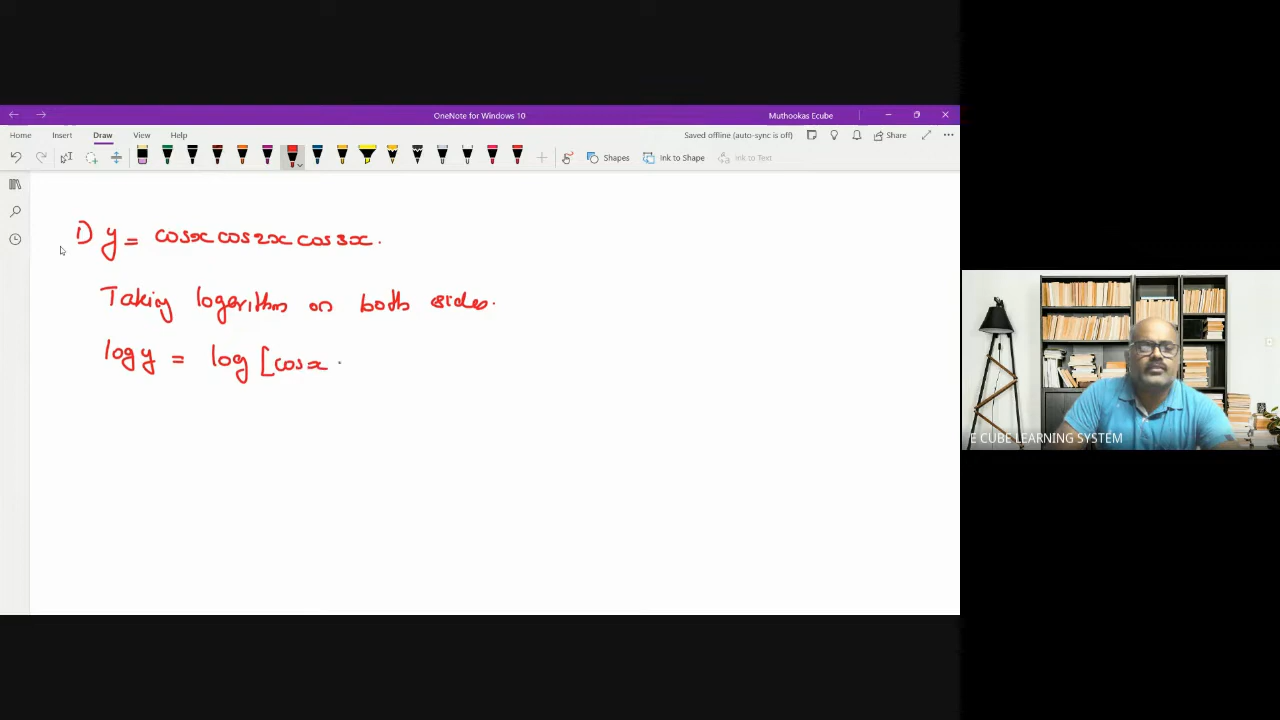 OneNote for Windows 10
Muthookas Ecube
Home Insert Draw View Help
Saved offline (auto-sync is off)
Share
Shapes
Ink to Shape
Ink to Text
1) y = cosx cos2x cos3x.
Taking logarithm on both sides.
log y = log [cosx .
E CUBE LEARNING SYSTEM